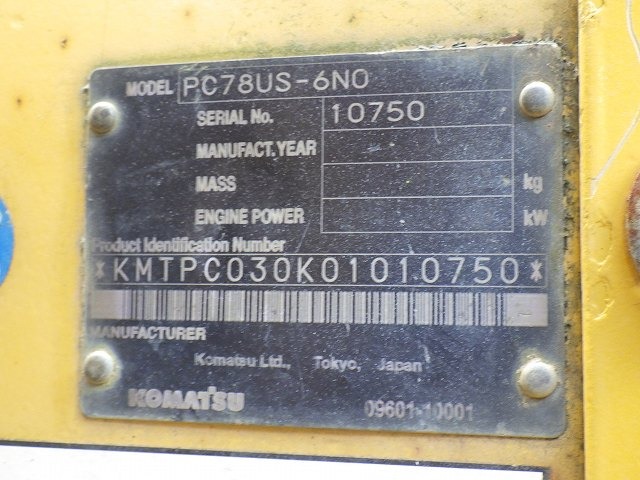 MODEL PC78US-6N0
SERIAL No. 10750
MANUFACT. YEAR
MASS kg
ENGINE POWER kW
Product Identification Number
*KMTPC030K01010750*
MANUFACTURER
Komatsu Ltd., Tokyo, Japan
KOMATSU 09601-10001